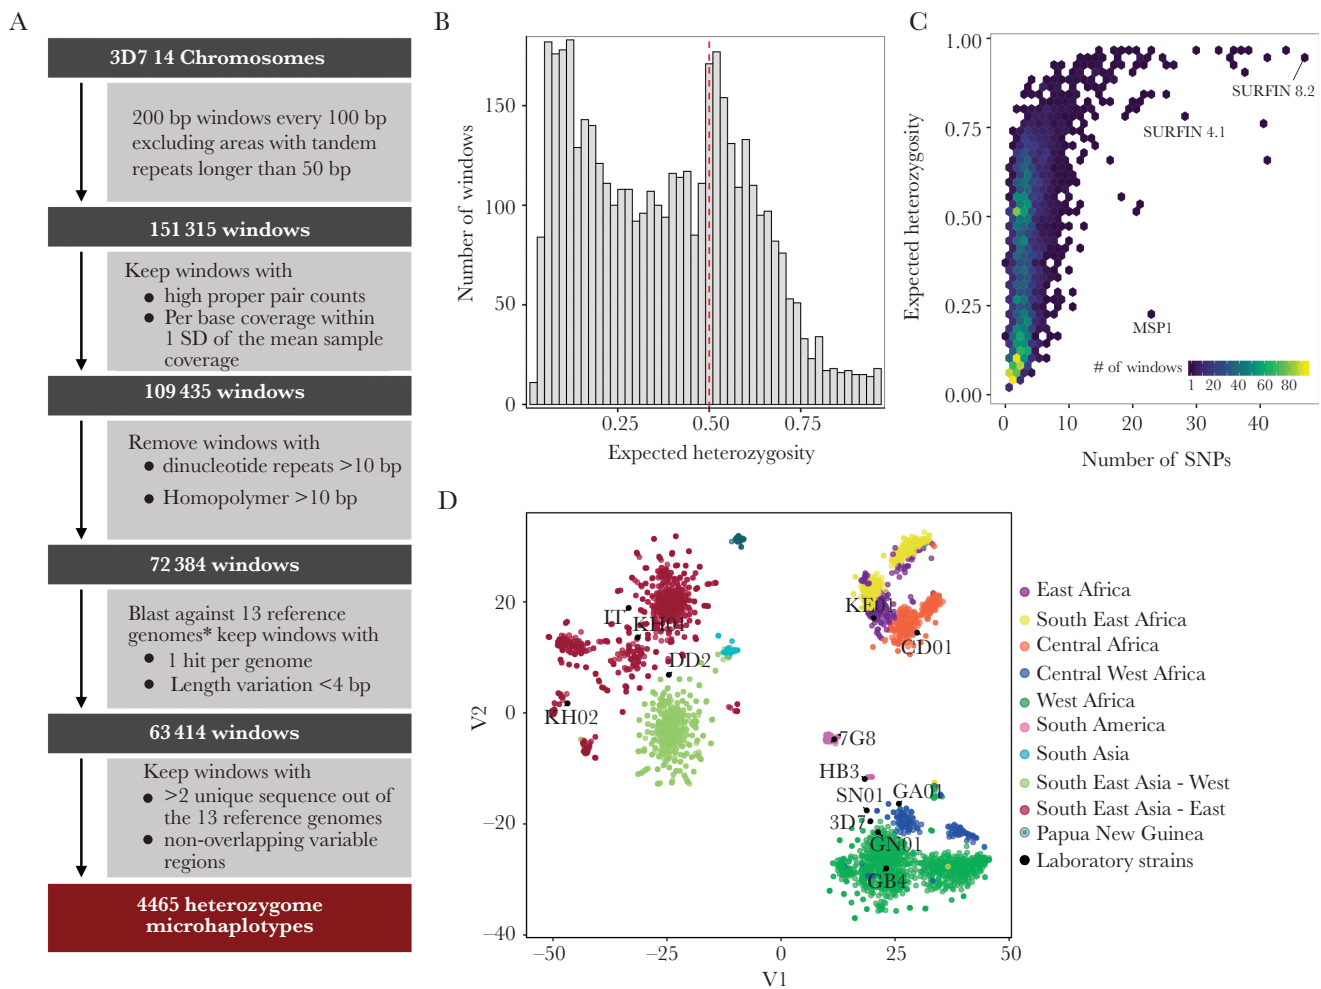 A
3D7 14 Chromosomes
200 bp windows every 100 bp
excluding areas with tandem
repeats longer than 50 bp
151 315 windows
Keep windows with
● high proper pair counts
● Per base coverage within
1 SD of the mean sample
coverage
109 435 windows
Remove windows with
● dinucleotide repeats >10 bp
● Homopolymer >10 bp
72 384 windows
Blast against 13 reference
genomes* keep windows with
● 1 hit per genome
● Length variation <4 bp
63 414 windows
Keep windows with
● >2 unique sequence out of
the 13 reference genomes
● non-overlapping variable
regions
4465 heterozygome
microhaplotypes
B
Number of windows
150
100
50
0
0.25 0.50 0.75
Expected heterozygosity
C
Expected heterozygosity
1.00
0.75
0.50
0.25
0.00
SURFIN 8.2
SURFIN 4.1
MSP1
# of windows
1 20 40 60 80
0 10 20 30 40
Number of SNPs
D
V2
20
0
−20
−40
IT
KH01
DD2
KH02
KE01
CD01
7G8
HB3
SN01
GA01
3D7
GN01
GB4
−50 −25 0 25 50
V1
East Africa
South East Africa
Central Africa
Central West Africa
West Africa
South America
South Asia
South East Asia - West
South East Asia - East
Papua New Guinea
Laboratory strains